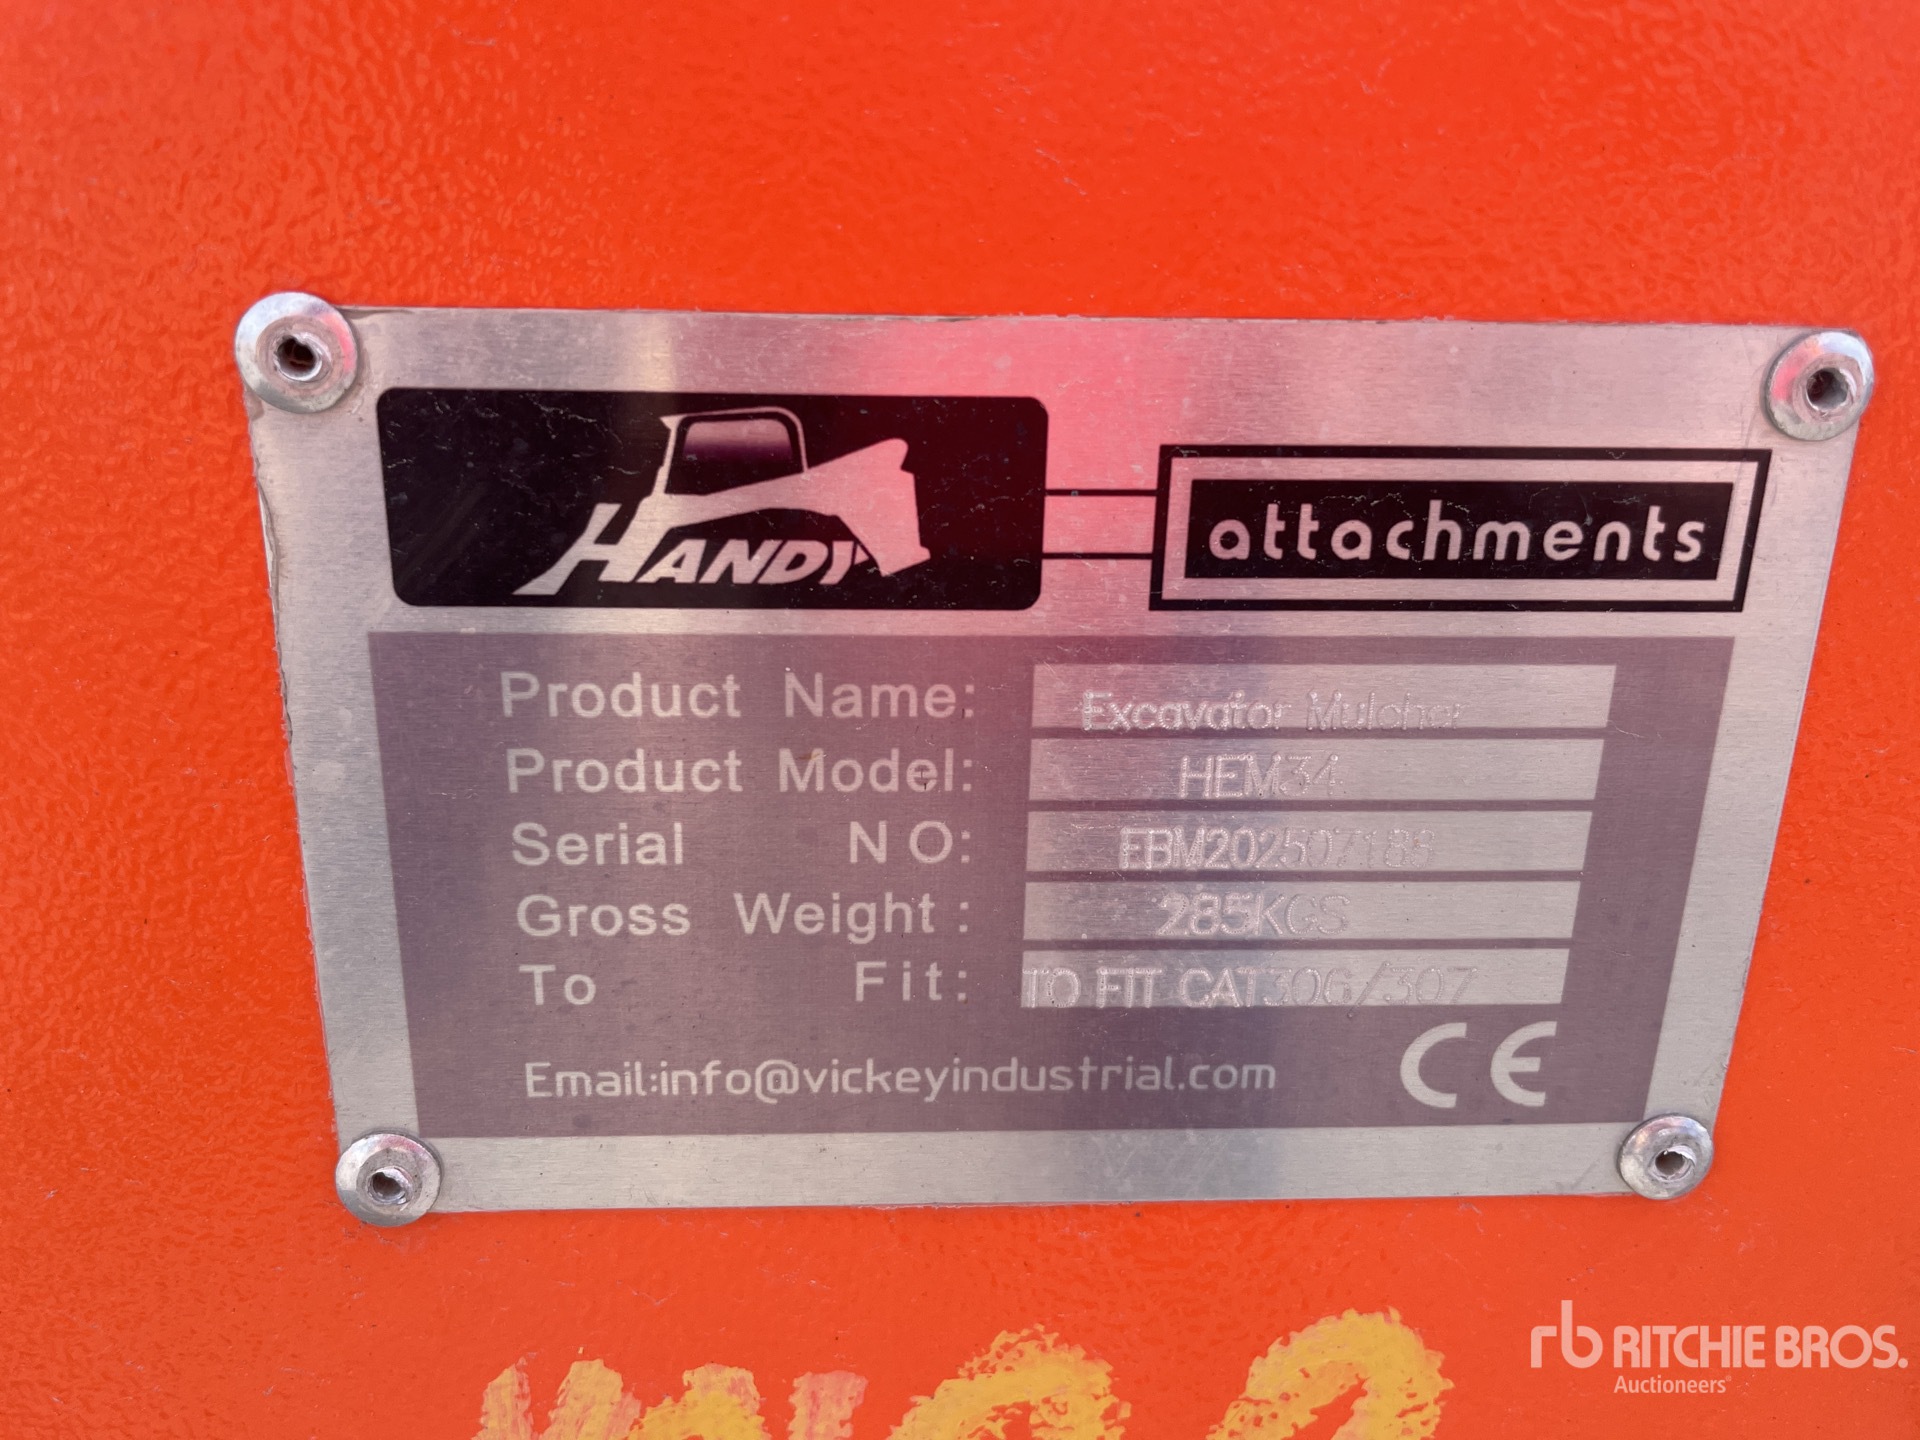 HANDY
attachments
Product Name: Excavator Mulcher
Product Model: HEM34
Serial NO: EBM202507188
Gross Weight: 285KGS
To Fit: TO FIT CAT306/307
Email:info@vickeyindustrial.com
CE
rb RITCHIE BROS.
Auctioneers